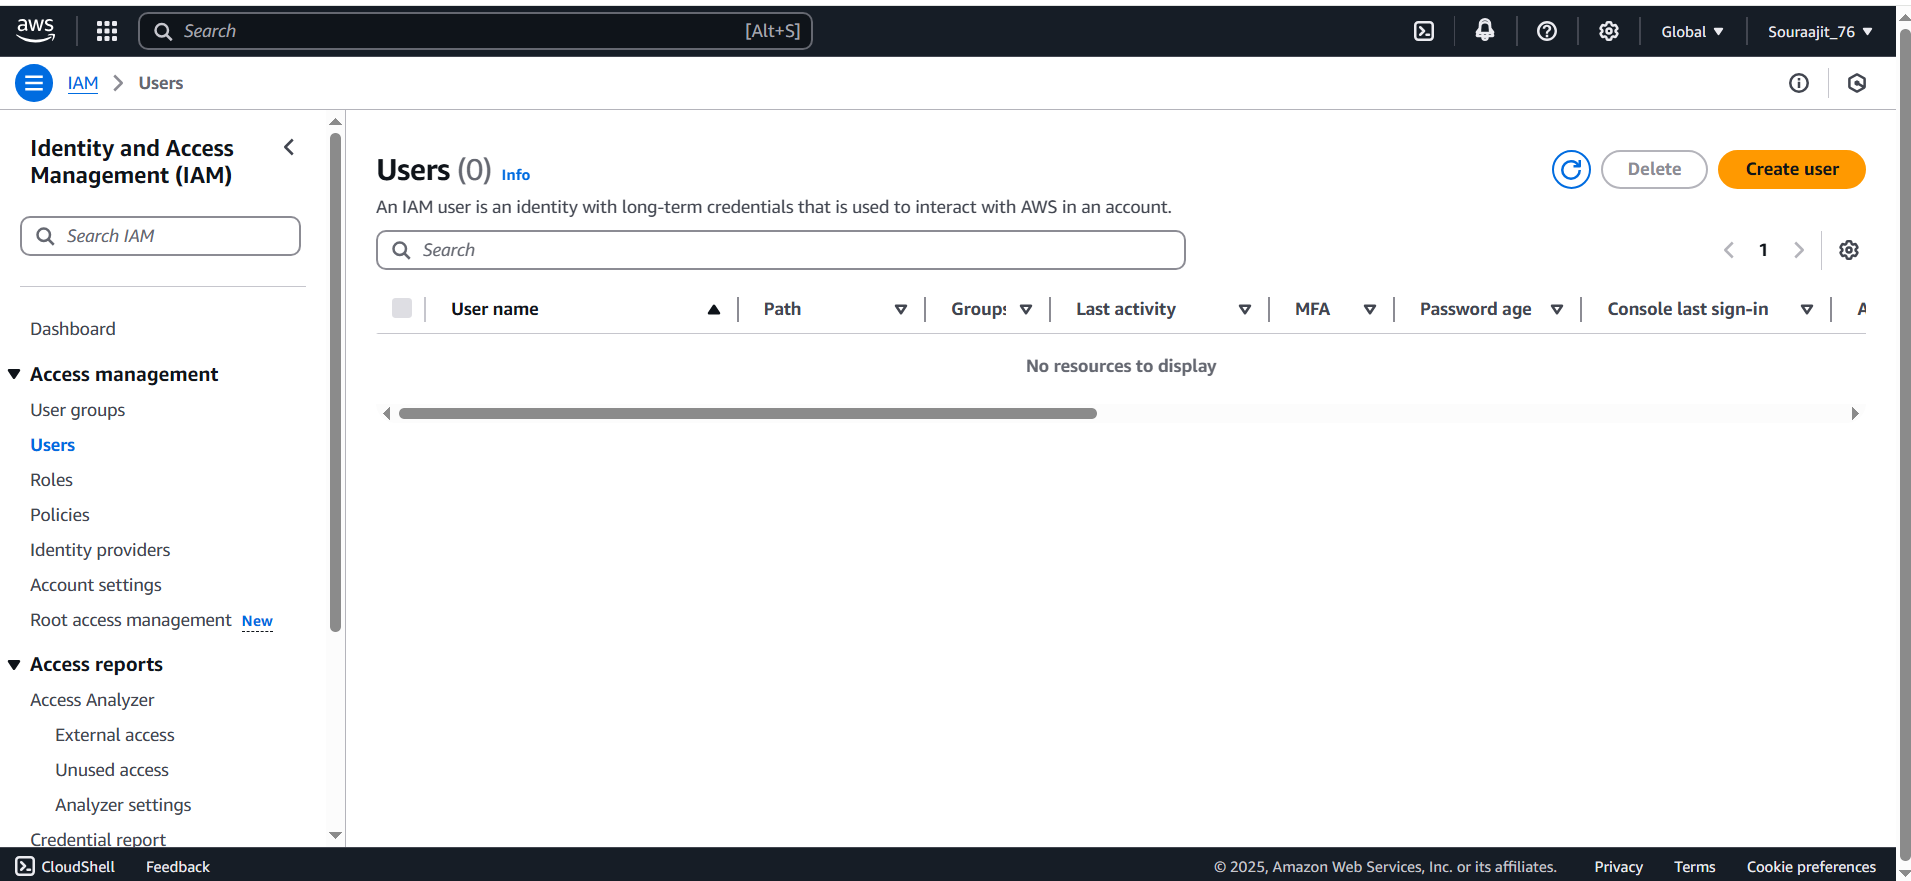 aws
Search [Alt+S]
Global
Souraajit_76
IAM
Users
Identity and Access
Management (IAM)
Search IAM
Dashboard
Access management
User groups
Users
Roles
Policies
Identity providers
Account settings
Root access management New
Access reports
Access Analyzer
External access
Unused access
Analyzer settings
Credential report
Users (0) Info
Delete
Create user
An IAM user is an identity with long-term credentials that is used to interact with AWS in an account.
Search
1
User name Path Groups Last activity MFA Password age Console last sign-in A
No resources to display
CloudShell Feedback © 2025, Amazon Web Services, Inc. or its affiliates. Privacy Terms Cookie preferences